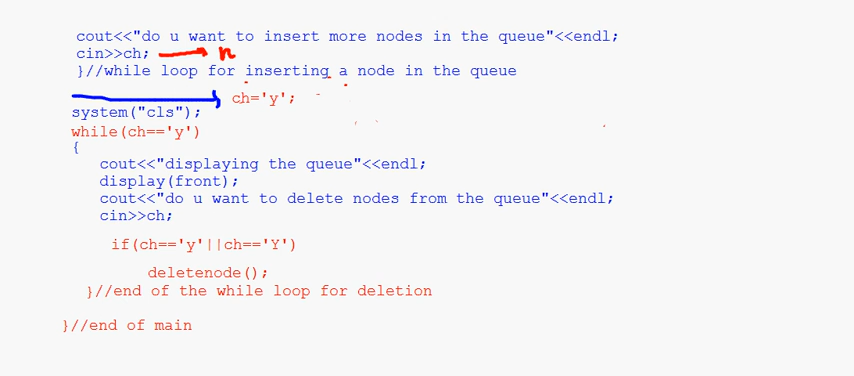 cout<<"do u want to insert more nodes in the queue"<<endl;
cin>>ch; n
}//while loop for inserting a node in the queue
ch='y';
system("cls");
while(ch=='y')
{
cout<<"displaying the queue"<<endl;
display(front);
cout<<"do u want to delete nodes from the queue"<<endl;
cin>>ch;
if(ch=='y'||ch=='Y')
deletenode();
}//end of the while loop for deletion
}//end of main